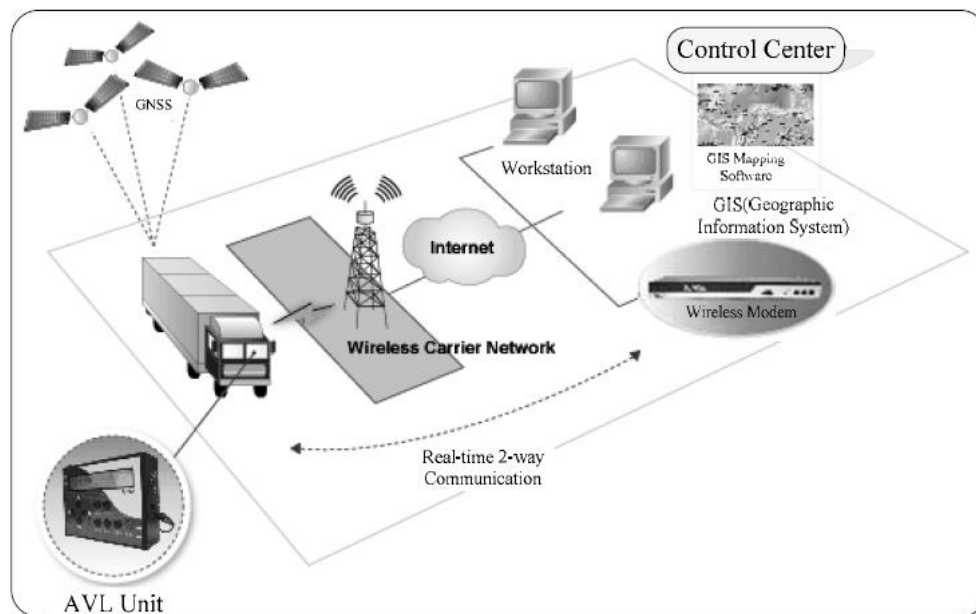 Control Center
GNSS
GIS Mapping
Software
Workstation
GIS(Geographic
Information System)
Internet
Wireless Modem
Wireless Carrier Network
Real-time 2-way
Communication
AVL Unit